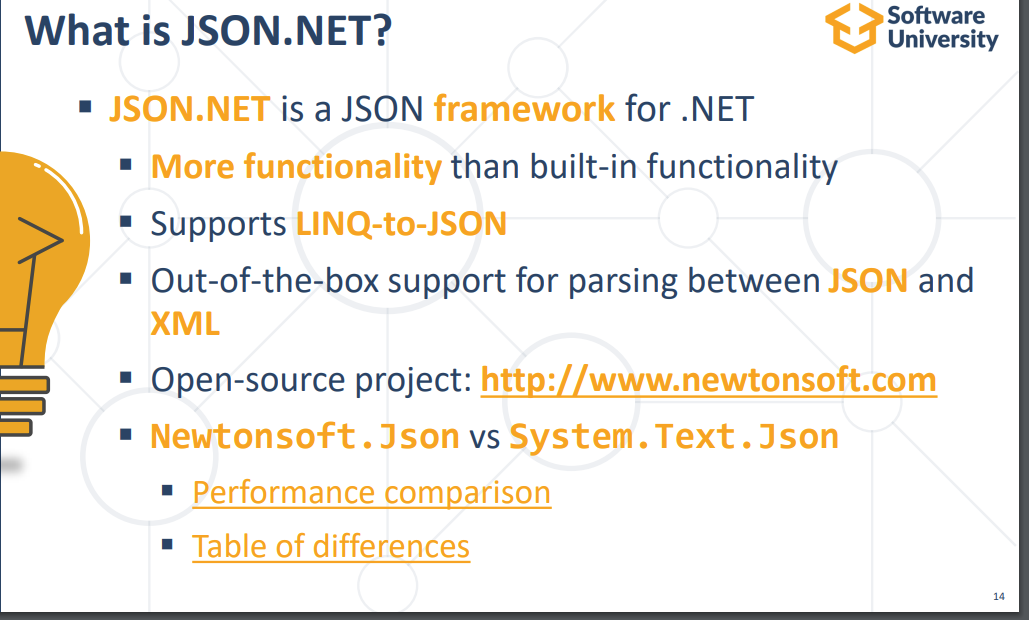 What is JSON.NET?
Software
University
▪ JSON.NET is a JSON framework for .NET
▪ More functionality than built-in functionality
▪ Supports LINQ-to-JSON
▪ Out-of-the-box support for parsing between JSON and
XML
▪ Open-source project: http://www.newtonsoft.com
▪ Newtonsoft.Json vs System.Text.Json
▪ Performance comparison
▪ Table of differences
14